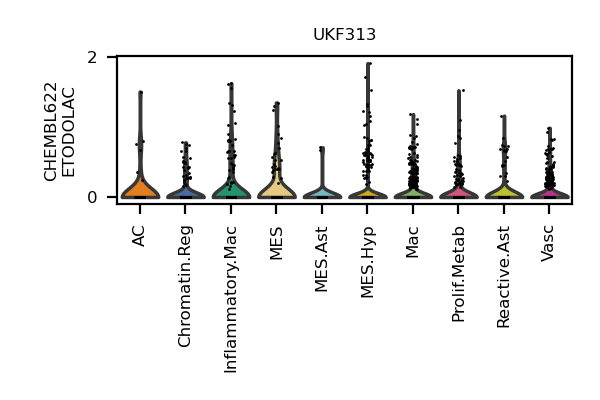 UKF313
CHEMBL622
ETODOLAC
2
0
AC
Chromatin.Reg
Inflammatory.Mac
MES
MES.Ast
MES.Hyp
Mac
Prolif.Metab
Reactive.Ast
Vasc